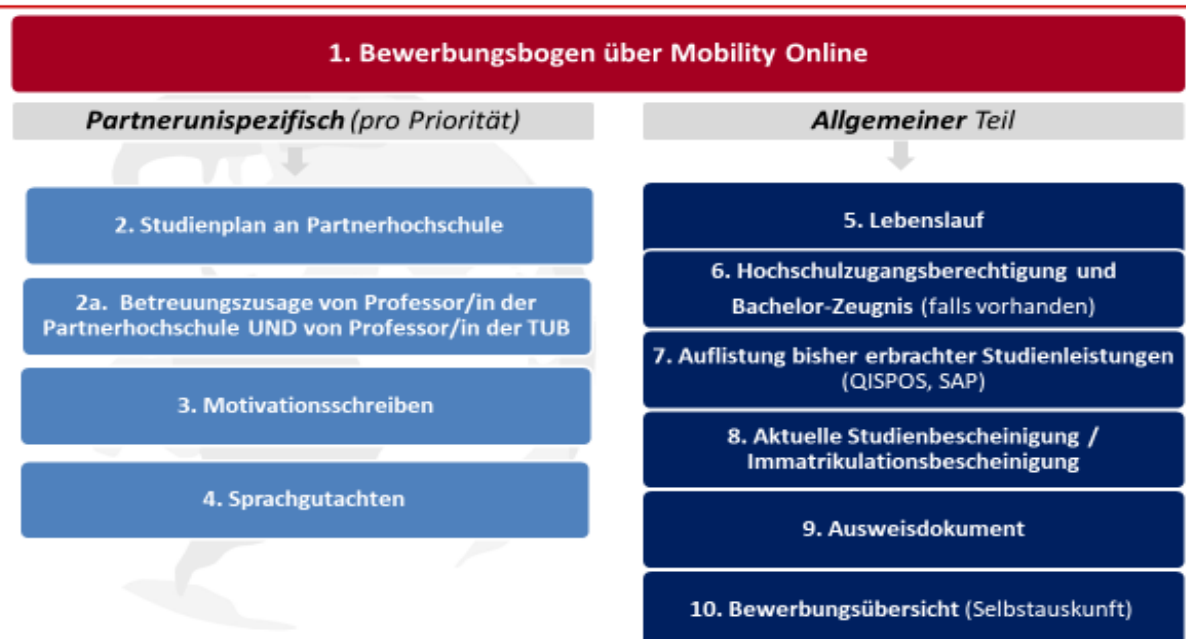 1. Bewerbungsbogen über Mobility Online
Partnerunispezifisch (pro Priorität)
2. Studienplan an Partnerhochschule
2a. Betreuungszusage von Professor/in der
Partnerhochschule UND von Professor/in der TUB
3. Motivationsschreiben
4. Sprachgutachten
Allgemeiner Teil
5. Lebenslauf
6. Hochschulzugangsberechtigung und
Bachelor-Zeugnis (falls vorhanden)
7. Auflistung bisher erbrachter Studienleistungen
(QISPOS, SAP)
8. Aktuelle Studienbescheinigung /
Immatrikulationsbescheinigung
9. Ausweisdokument
10. Bewerbungsübersicht (Selbstauskunft)